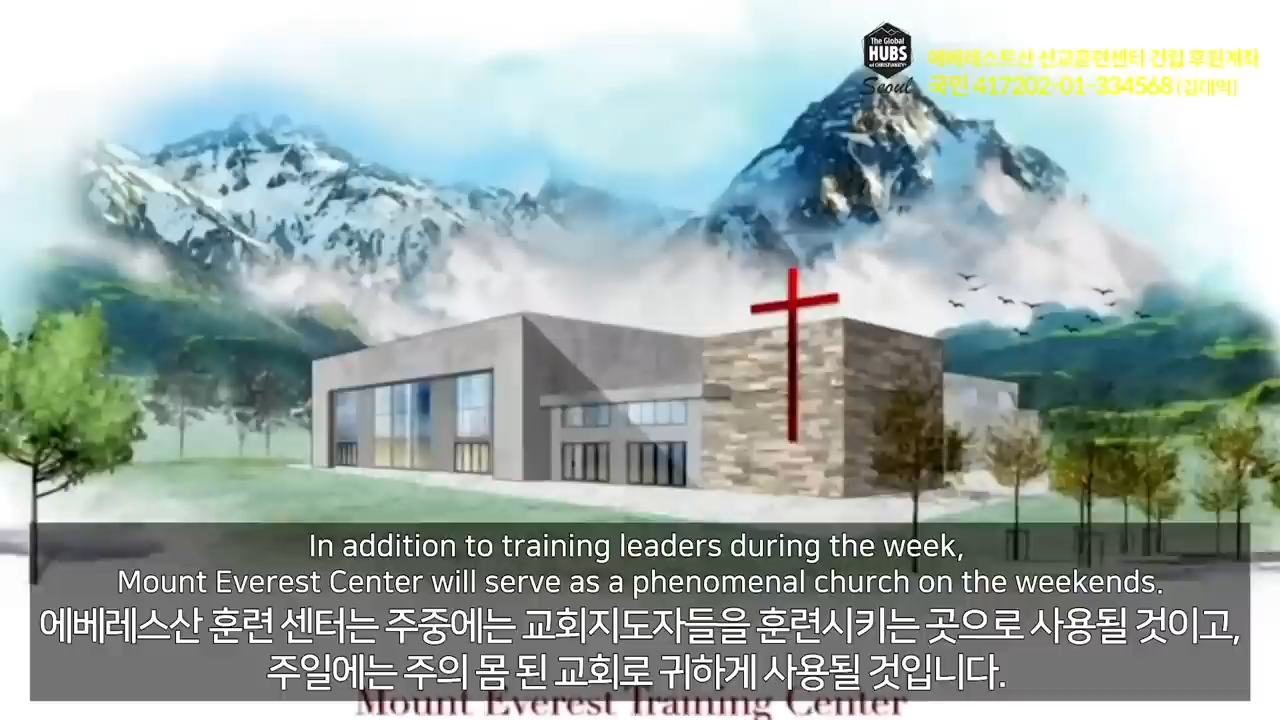 The Global
HUBS
of CHRISTIANITY
Seoul
에베레스트산 선교훈련센터 건립 후원계좌
국민 417202-01-334568 (김대억)
In addition to training leaders during the week,
Mount Everest Center will serve as a phenomenal church on the weekends.
에베레스산 훈련 센터는 주중에는 교회지도자들을 훈련시키는 곳으로 사용될 것이고,
주일에는 주의 몸 된 교회로 귀하게 사용될 것입니다.
Mount Everest Training Center